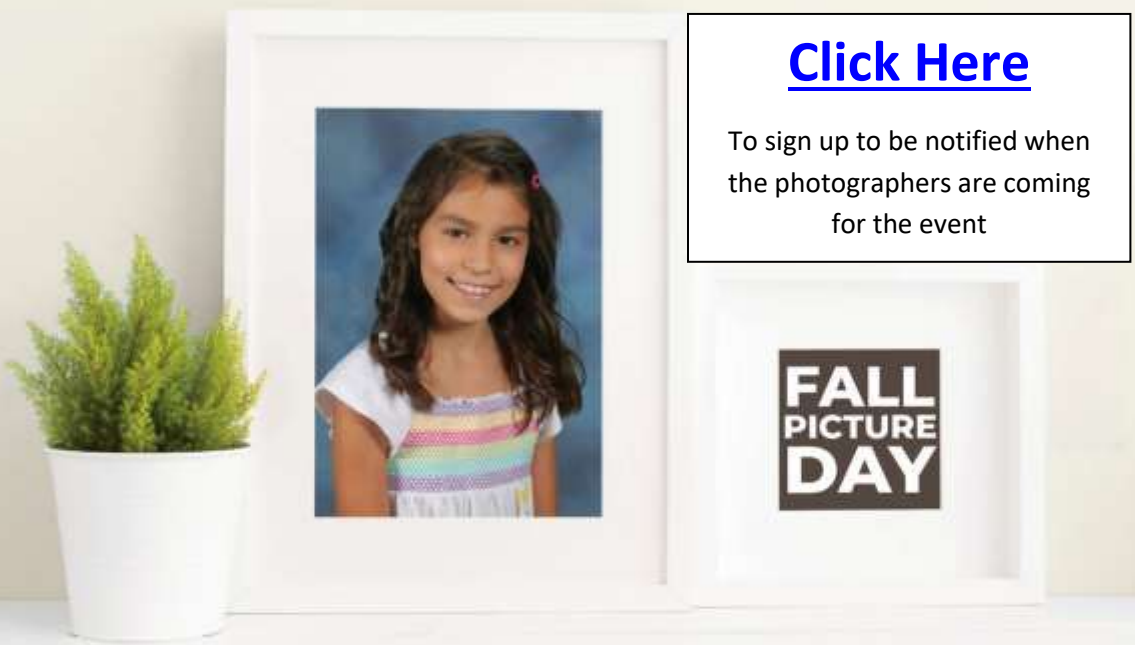 Click Here
To sign up to be notified when
the photographers are coming
for the event
FALL
PICTURE
DAY